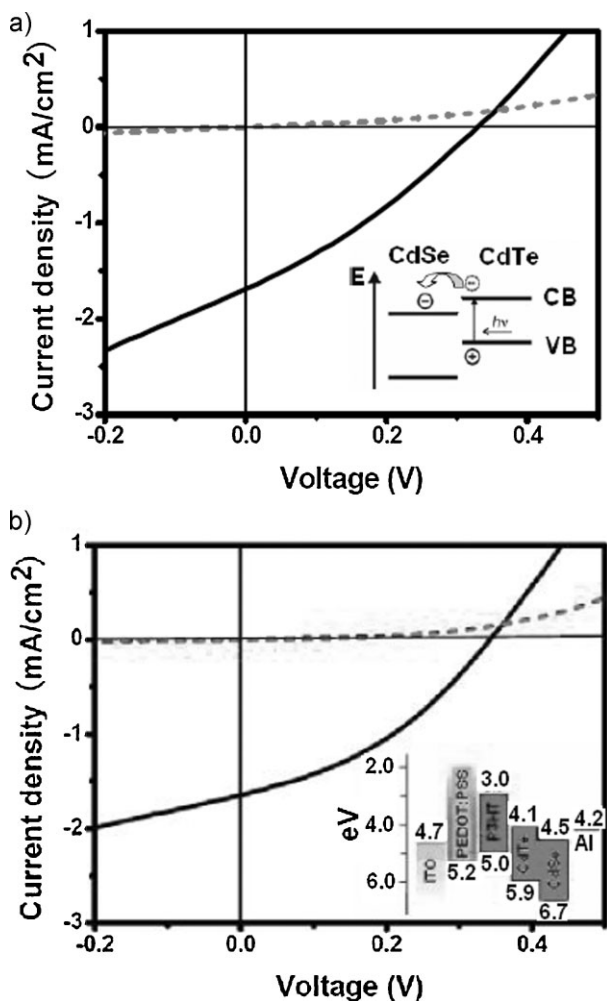 a)
Current density (mA/cm²)
1
0
-1
-2
-3
-0.2 0.0 0.2 0.4
Voltage (V)
CdSe CdTe
E
⊖
⊖
CB
hν
VB
⊕
b)
Current density (mA/cm²)
1
0
-1
-2
-3
-0.2 0.0 0.2 0.4
Voltage (V)
eV
2.0
4.0
6.0
4.7
ITO
PEDOT:PSS
5.2
3.0
P3HT
5.0
4.1
CdTe
5.9
4.5
CdSe
6.7
4.2
Al